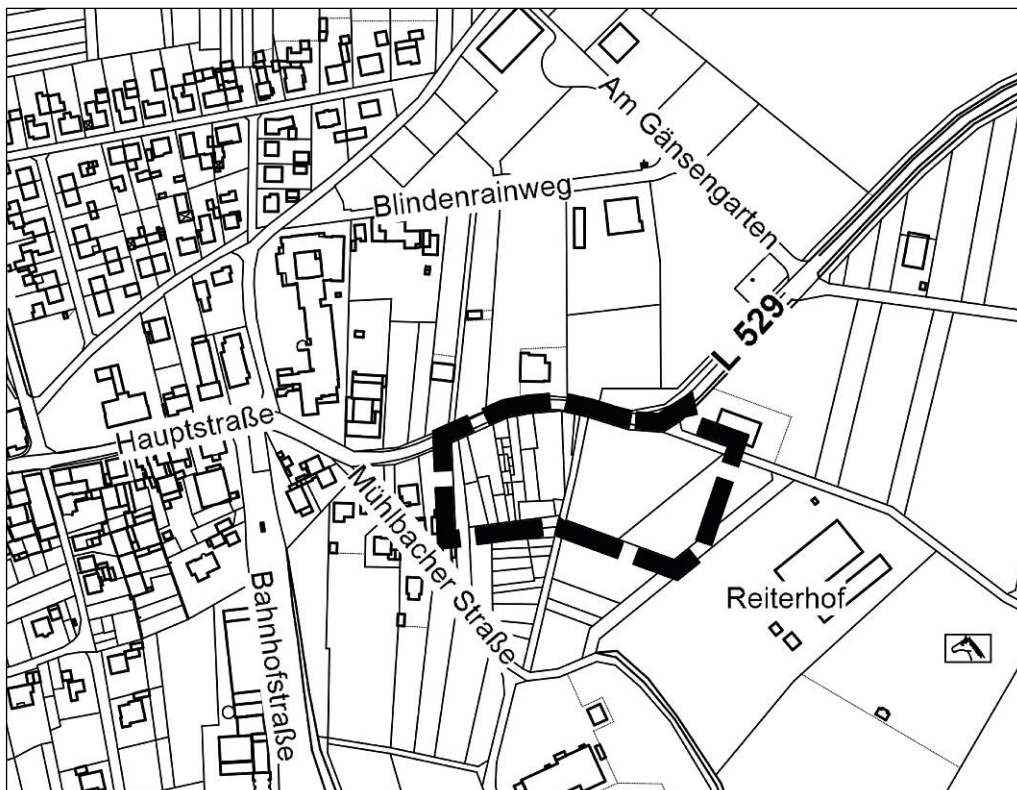 Am Gänsengarten
Blindenrainweg
L 529
Hauptstraße
Mühlbacher Straße
Bahnhofstraße
Reiterhof